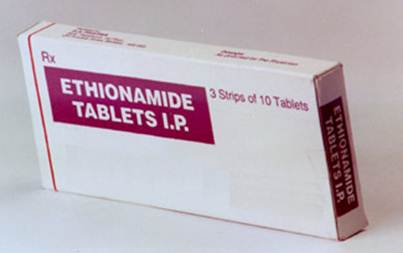 Rx
ETHIONAMIDE
TABLETS I.P.
3 Strips of 10 Tablets
ETHIONAMIDE
TABLETS I.P.